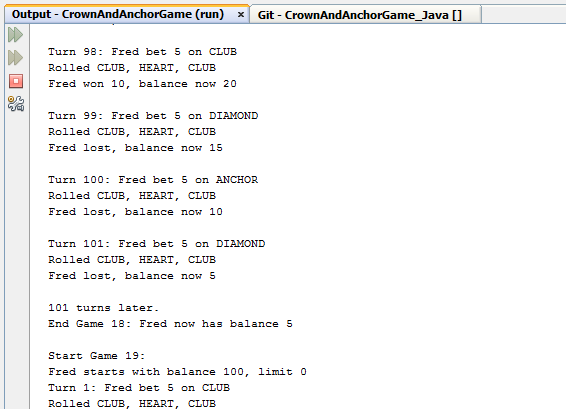 Output - CrownAndAnchorGame (run) × Git - CrownAndAnchorGame_Java []
Turn 98: Fred bet 5 on CLUB
Rolled CLUB, HEART, CLUB
Fred won 10, balance now 20
Turn 99: Fred bet 5 on DIAMOND
Rolled CLUB, HEART, CLUB
Fred lost, balance now 15
Turn 100: Fred bet 5 on ANCHOR
Rolled CLUB, HEART, CLUB
Fred lost, balance now 10
Turn 101: Fred bet 5 on DIAMOND
Rolled CLUB, HEART, CLUB
Fred lost, balance now 5
101 turns later.
End Game 18: Fred now has balance 5
Start Game 19:
Fred starts with balance 100, limit 0
Turn 1: Fred bet 5 on CLUB
Rolled CLUB, HEART, CLUB